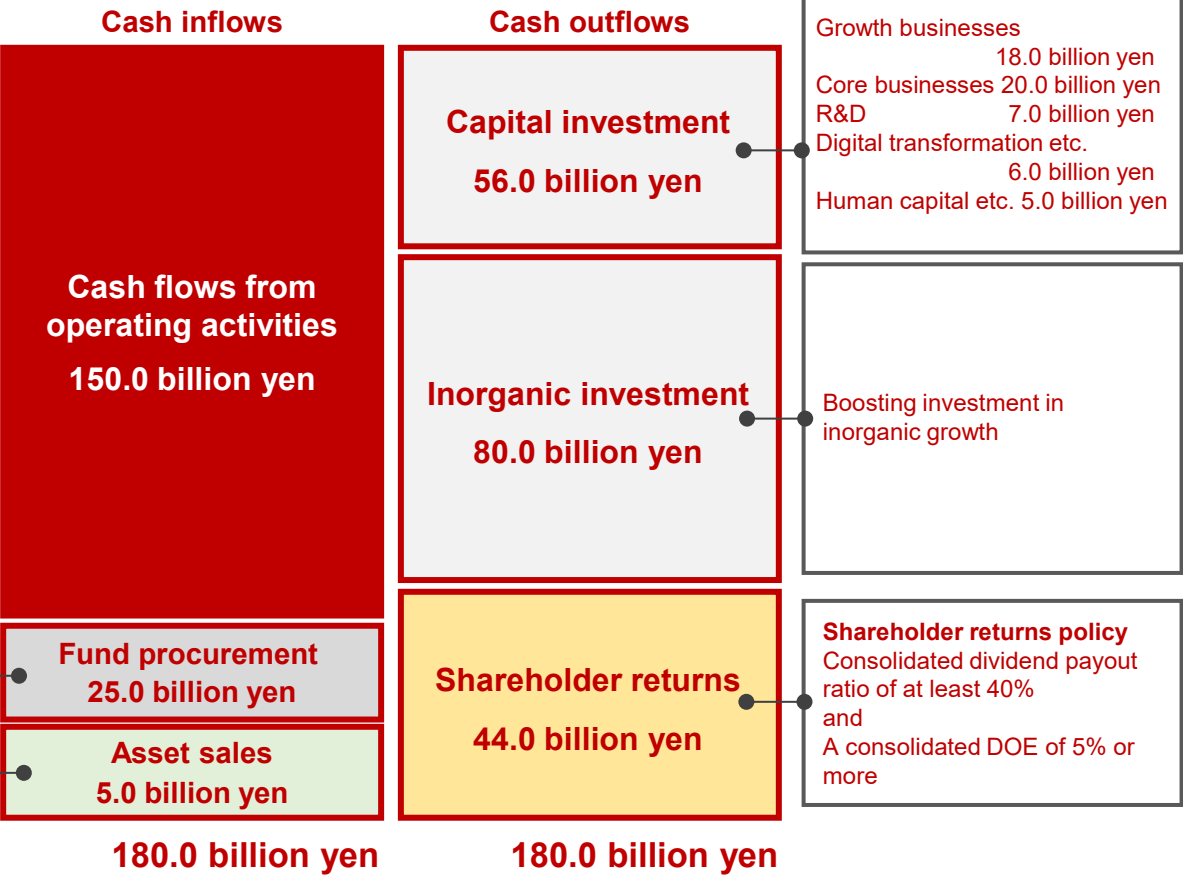 Cash inflows
Cash flows from
operating activities
150.0 billion yen
Fund procurement
25.0 billion yen
Asset sales
5.0 billion yen
180.0 billion yen
Cash outflows
Capital investment
56.0 billion yen
Inorganic investment
80.0 billion yen
Shareholder returns
44.0 billion yen
180.0 billion yen
Growth businesses
18.0 billion yen
Core businesses 20.0 billion yen
R&D 7.0 billion yen
Digital transformation etc.
6.0 billion yen
Human capital etc. 5.0 billion yen
Boosting investment in
inorganic growth
Shareholder returns policy
Consolidated dividend payout
ratio of at least 40%
and
A consolidated DOE of 5% or
more